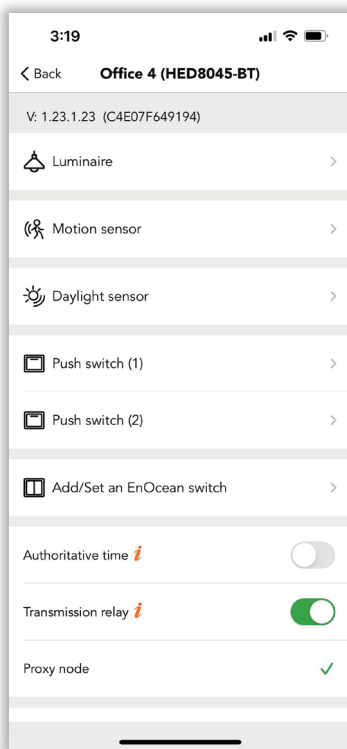 3:19
Back Office 4 (HED8045-BT)
V: 1.23.1.23 (C4E07F649194)
Luminaire
Motion sensor
Daylight sensor
Push switch (1)
Push switch (2)
Add/Set an EnOcean switch
Authoritative time i
Transmission relay i
Proxy node